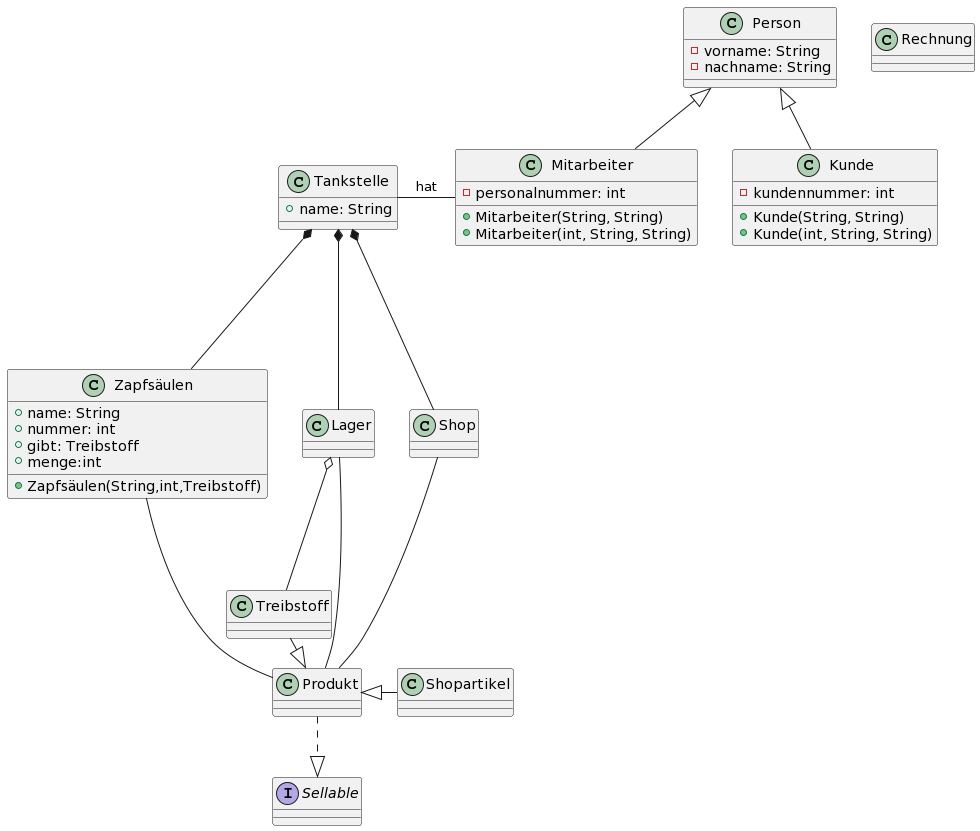 Person
vorname: String
nachname: String
Rechnung
Tankstelle
name: String
hat
Mitarbeiter
personalnummer: int
Mitarbeiter(String, String)
Mitarbeiter(int, String, String)
Kunde
kundennummer: int
Kunde(String, String)
Kunde(int, String, String)
Zapfsäulen
name: String
nummer: int
gibt: Treibstoff
menge:int
Zapfsäulen(String,int,Treibstoff)
Lager
Shop
Treibstoff
Produkt
Shopartikel
Sellable